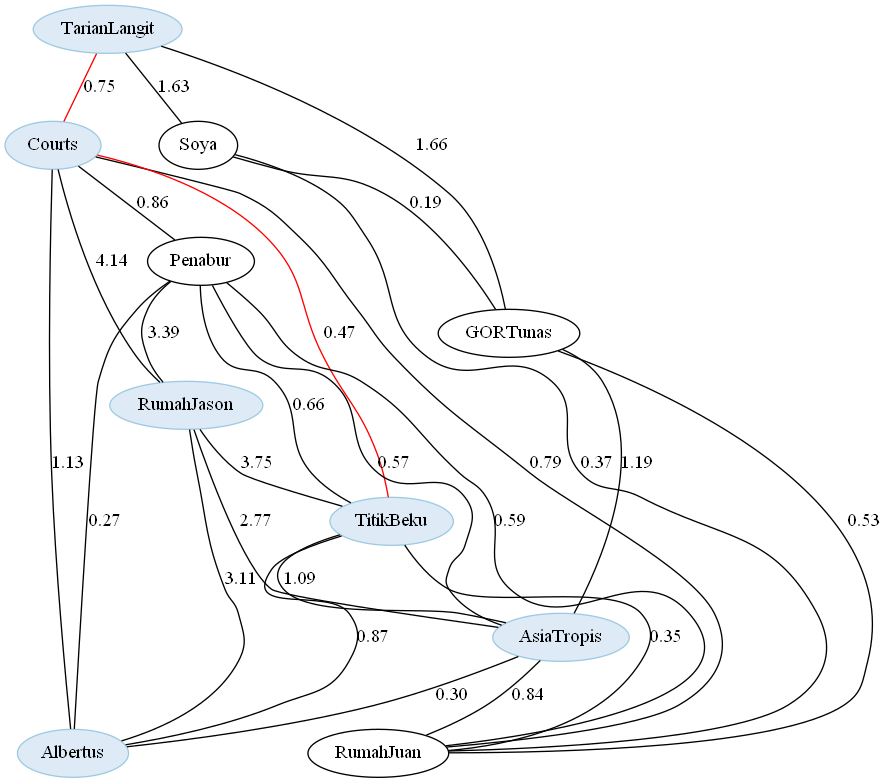 TarianLangit
0.75
1.63
Courts
Soya
1.66
0.86
0.19
Penabur
4.14
3.39
0.47
GORTunas
RumahJason
0.66
1.13
3.75
0.57
0.79
0.37
1.19
0.27
2.77
TitikBeku
0.59
0.53
3.11
1.09
0.87
AsiaTropis
0.35
0.30
0.84
Albertus
RumahJuan